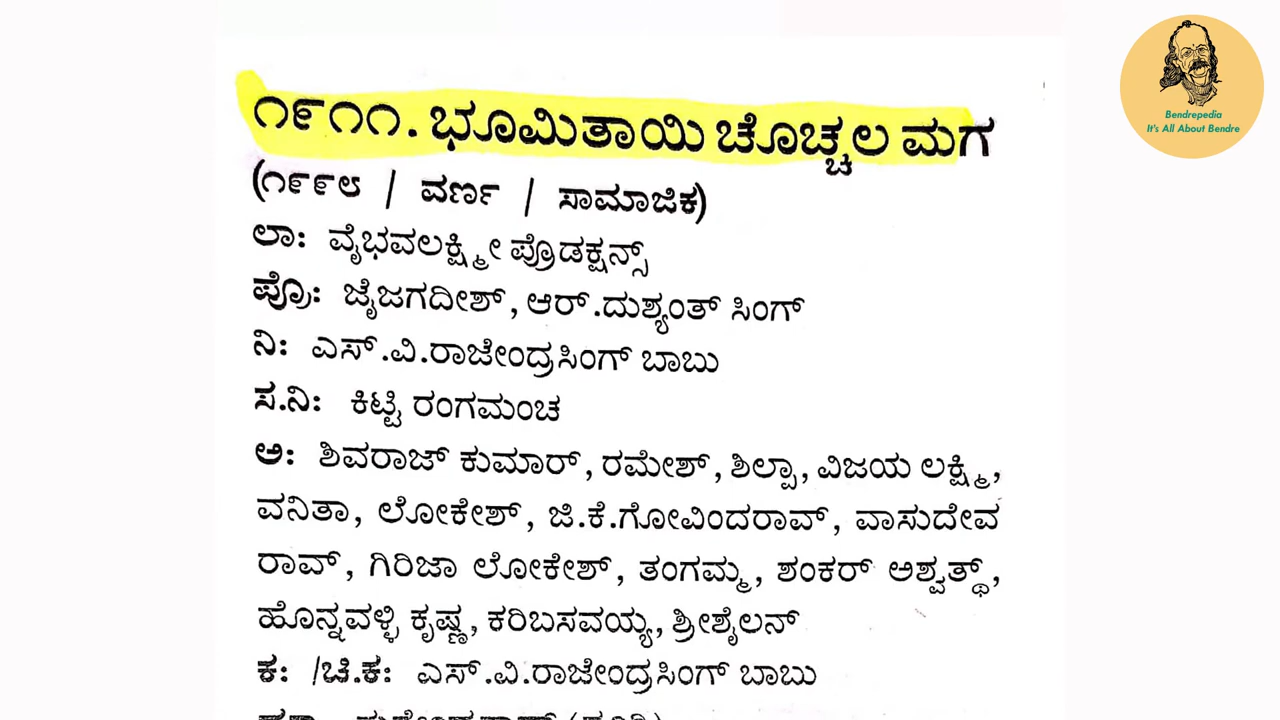 ೧೯೧೧. ಭೂಮಿತಾಯಿ ಚೊಚ್ಚಲ ಮಗ
(೧೯೯೮ / ವರ್ಣ / ಸಾಮಾಜಿಕ)
ಲಾ: ವೈಭವಲಕ್ಷ್ಮೀ ಪ್ರೊಡಕ್ಷನ್ಸ್
ಪ್ರೊ: ಜೈಜಗದೀಶ್, ಆರ್.ದುಶ್ಯಂತ್ ಸಿಂಗ್
ನಿ: ಎಸ್.ವಿ.ರಾಜೇಂದ್ರಸಿಂಗ್ ಬಾಬು
ಸ.ನಿ: ಕಿಟ್ಟಿ ರಂಗಮಂಚ
ಅ: ಶಿವರಾಜ್ ಕುಮಾರ್, ರಮೇಶ್, ಶಿಲ್ಪಾ, ವಿಜಯ ಲಕ್ಷ್ಮಿ,
ವನಿತಾ, ಲೋಕೇಶ್, ಜಿ.ಕೆ.ಗೋವಿಂದರಾವ್, ವಾಸುದೇವ
ರಾವ್, ಗಿರಿಜಾ ಲೋಕೇಶ್, ತಂಗಮ್ಮ, ಶಂಕರ್ ಅಶ್ವತ್ಥ್,
ಹೊನ್ನವಳ್ಳಿ ಕೃಷ್ಣ, ಕರಿಬಸವಯ್ಯ, ಶ್ರೀಶೈಲನ್
ಕ: /ಚಿ.ಕ: ಎಸ್.ವಿ.ರಾಜೇಂದ್ರಸಿಂಗ್ ಬಾಬು
Bendrepedia
It's All About Bendre